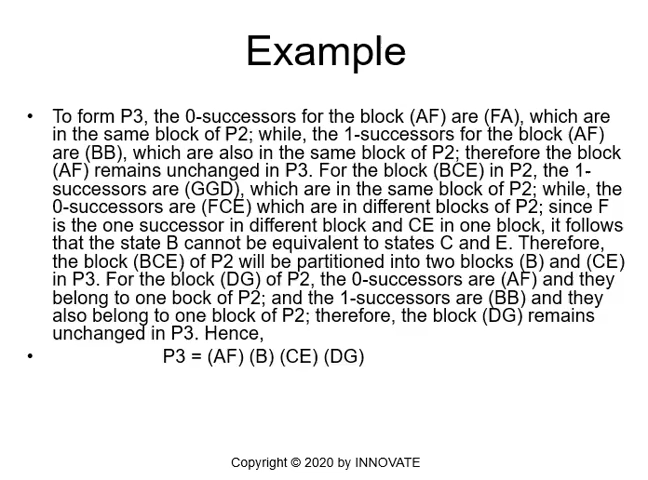 Example
• To form P3, the 0-successors for the block (AF) are (FA), which are
in the same block of P2; while, the 1-successors for the block (AF)
are (BB), which are also in the same block of P2; therefore the block
(AF) remains unchanged in P3. For the block (BCE) in P2, the 1-
successors are (GGD), which are in the same block of P2; while, the
0-successors are (FCE) which are in different blocks of P2; since F
is the one successor in different block and CE in one block, it follows
that the state B cannot be equivalent to states C and E. Therefore,
the block (BCE) of P2 will be partitioned into two blocks (B) and (CE)
in P3. For the block (DG) of P2, the 0-successors are (AF) and they
belong to one bock of P2; and the 1-successors are (BB) and they
also belong to one block of P2; therefore, the block (DG) remains
unchanged in P3. Hence,
• P3 = (AF) (B) (CE) (DG)
Copyright © 2020 by INNOVATE